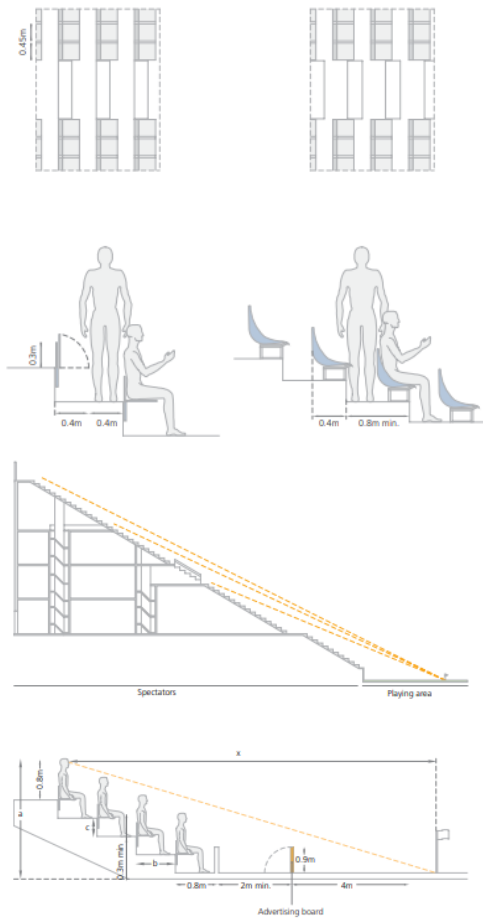 0.45m
0.3m
0.4m 0.4m
0.4m 0.8m min.
Spectators Playing area
x
0.8m
a
c
0.3m min
b
0.9m
0.8m 2m min. 4m
Advertising board